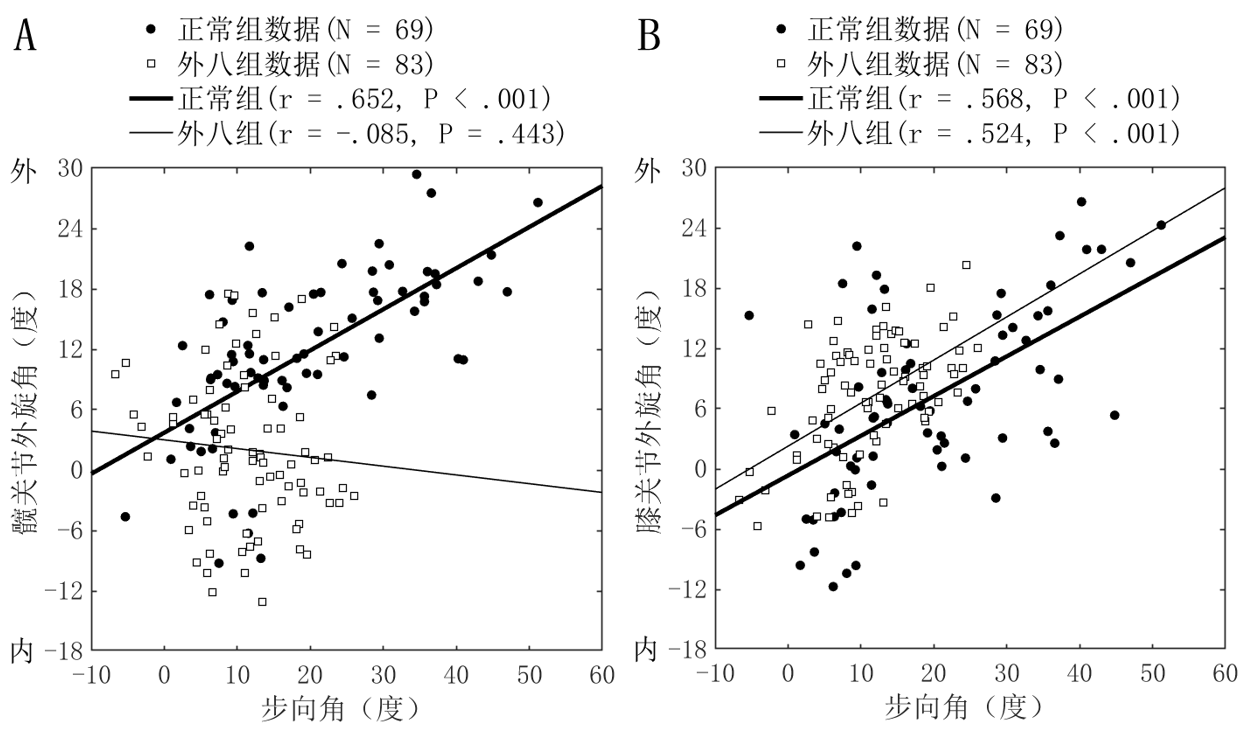 A
正常组数据(N = 69)
外八组数据(N = 83)
正常组(r = .652, P < .001)
外八组(r = -.085, P = .443)
外
30
24
18
12
6
0
-6
-12
-18
内
髋关节外旋角（度）
-10 0 10 20 30 40 50 60
步向角（度）
B
正常组数据(N = 69)
外八组数据(N = 83)
正常组(r = .568, P < .001)
外八组(r = .524, P < .001)
外
30
24
18
12
6
0
-6
-12
-18
内
膝关节外旋角（度）
-10 0 10 20 30 40 50 60
步向角（度）